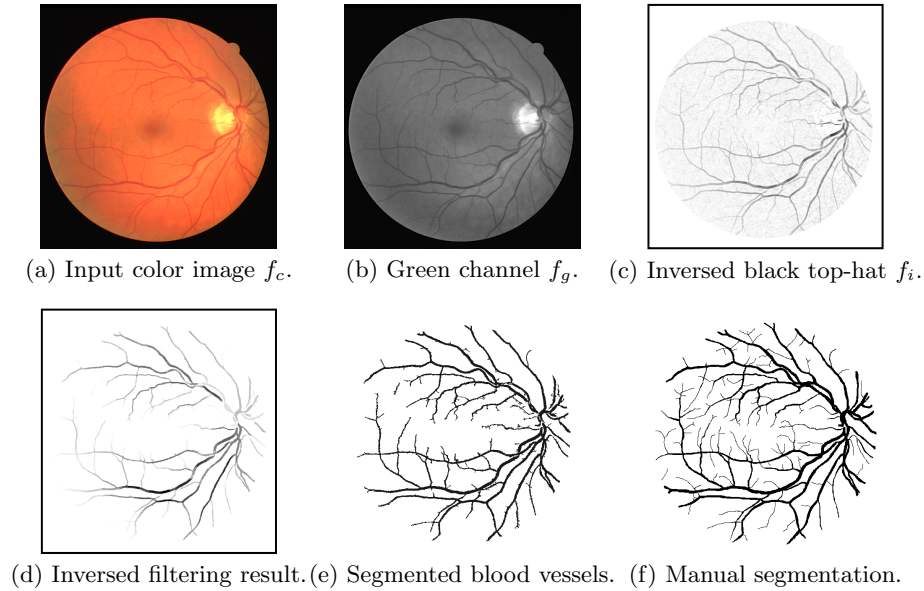 (a) Input color image f_c.
(b) Green channel f_g.
(c) Inversed black top-hat f_i.
(d) Inversed filtering result.
(e) Segmented blood vessels.
(f) Manual segmentation.